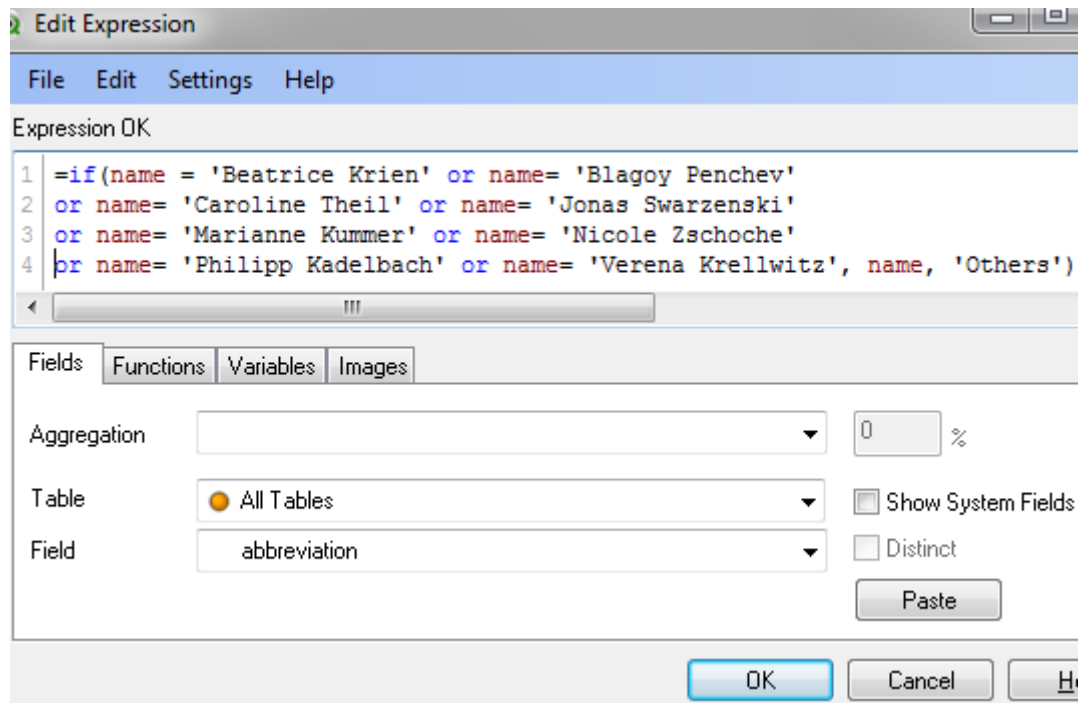 Edit Expression
File Edit Settings Help
Expression OK
1 =if(name = 'Beatrice Krien' or name= 'Blagoy Penchev'
2 or name= 'Caroline Theil' or name= 'Jonas Swarzenski'
3 or name= 'Marianne Kummer' or name= 'Nicole Zschoche'
4 or name= 'Philipp Kadelbach' or name= 'Verena Krellwitz', name, 'Others')
Fields Functions Variables Images
Aggregation 0 %
Table All Tables Show System Fields
Field abbreviation Distinct
Paste
OK Cancel